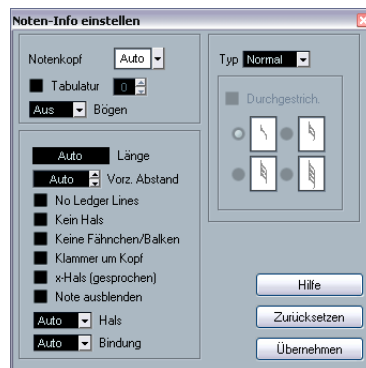 Noten-Info einstellen
Notenkopf Auto
Tabulatur 0
Aus Bögen
Auto Länge
Auto Vorz. Abstand
No Ledger Lines
Kein Hals
Keine Fähnchen/Balken
Klammer um Kopf
x-Hals (gesprochen)
Note ausblenden
Auto Hals
Auto Bindung
Typ Normal
Durchgestrich.
Hilfe
Zurücksetzen
Übernehmen